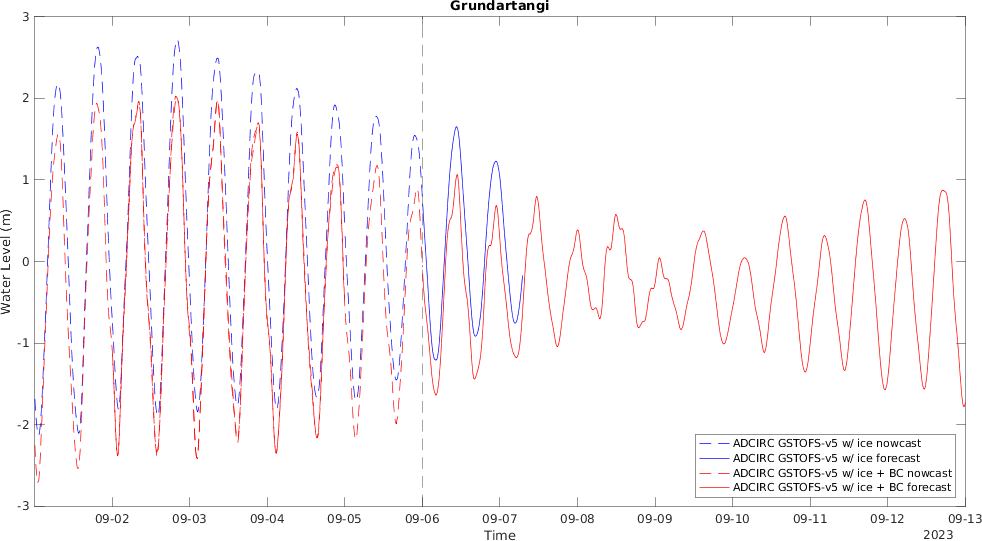 Grundartangi
3
2
1
0
-1
-2
-3
Water Level (m)
ADCIRC GSTOFS-v5 w/ ice nowcast
ADCIRC GSTOFS-v5 w/ ice forecast
ADCIRC GSTOFS-v5 w/ ice + BC nowcast
ADCIRC GSTOFS-v5 w/ ice + BC forecast
09-02 09-03 09-04 09-05 09-06 09-07 09-08 09-09 09-10 09-11 09-12 09-13
Time
2023